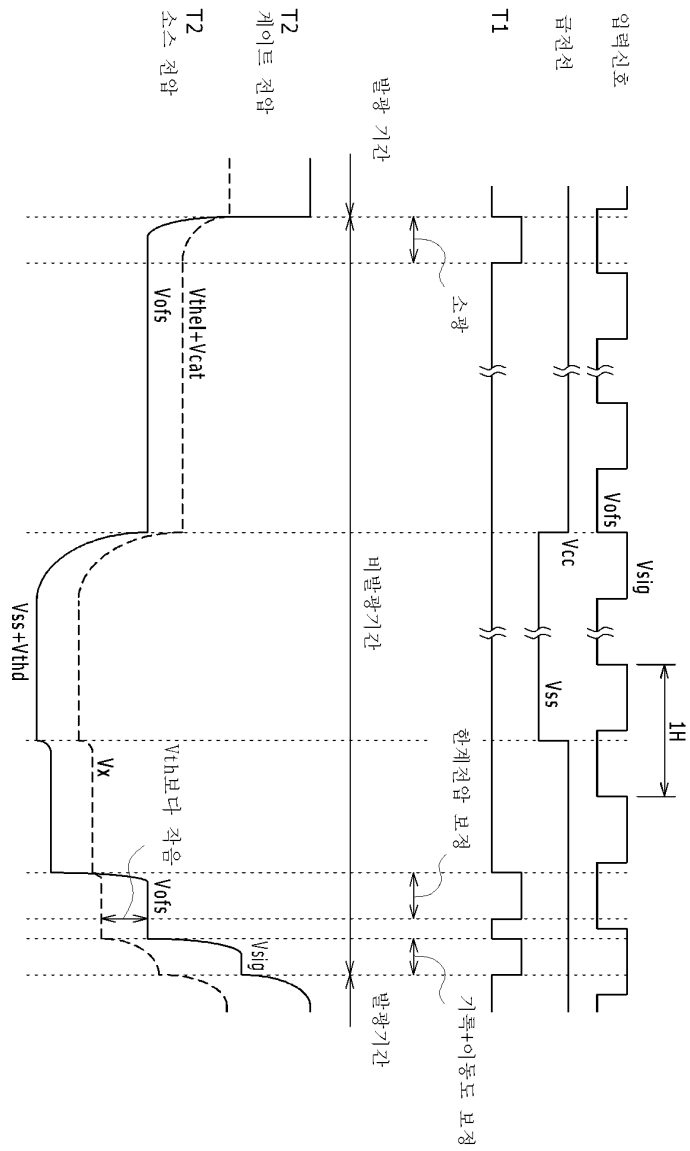 1H
입력신호
Vsig
Vofs
급전선
Vcc
Vss
T1
소광
한계전압 보정
기록+이동도 보정
발광 기간
비발광기간
발광기간
T2
게이트 전압
T2
소스 전압
Vthel+Vcat
Vofs
Vss+Vthd
Vx
Vth보다 작음
Vofs
Vsig